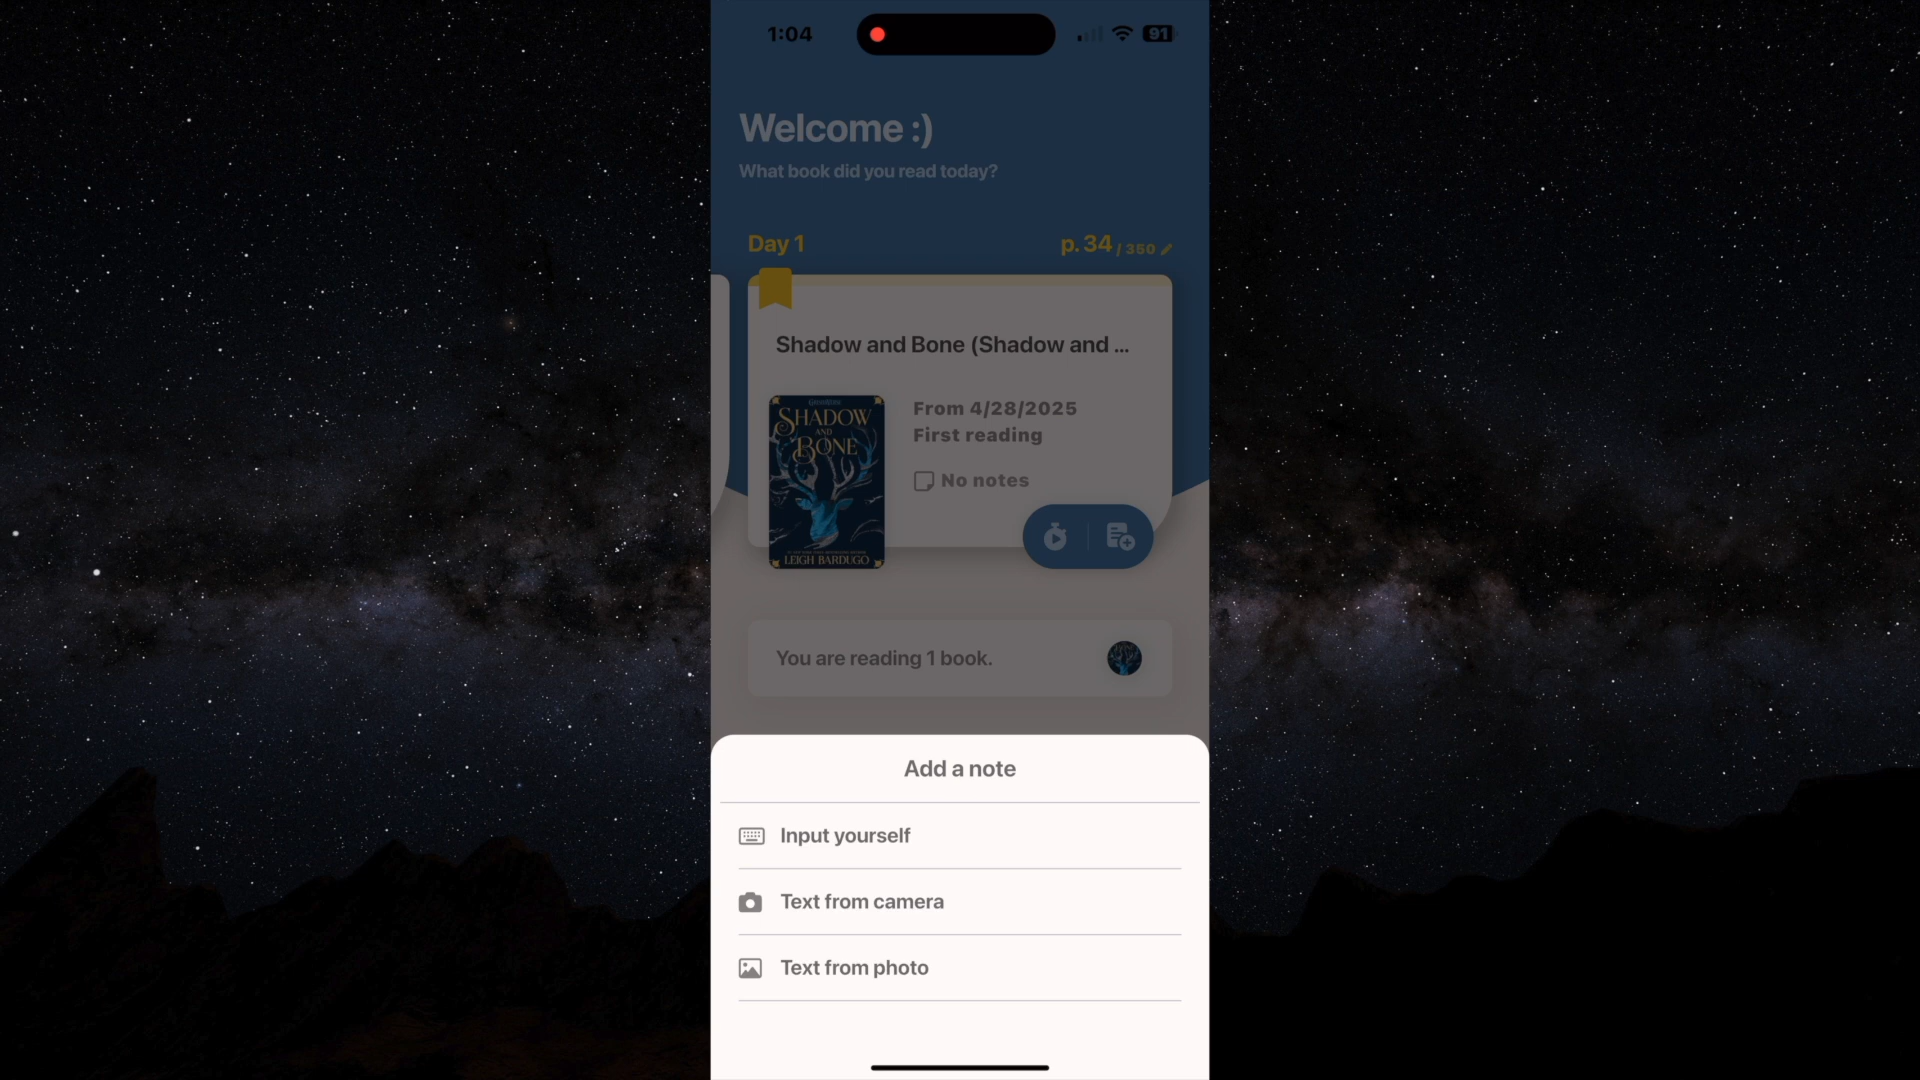 1:04
91
Welcome :)
What book did you read today?
Day 1
p. 34 / 350
Shadow and Bone (Shadow and ...
SHADOW
AND
BONE
LEIGH BARDUGO
From 4/28/2025
First reading
No notes
You are reading 1 book.
Add a note
Input yourself
Text from camera
Text from photo